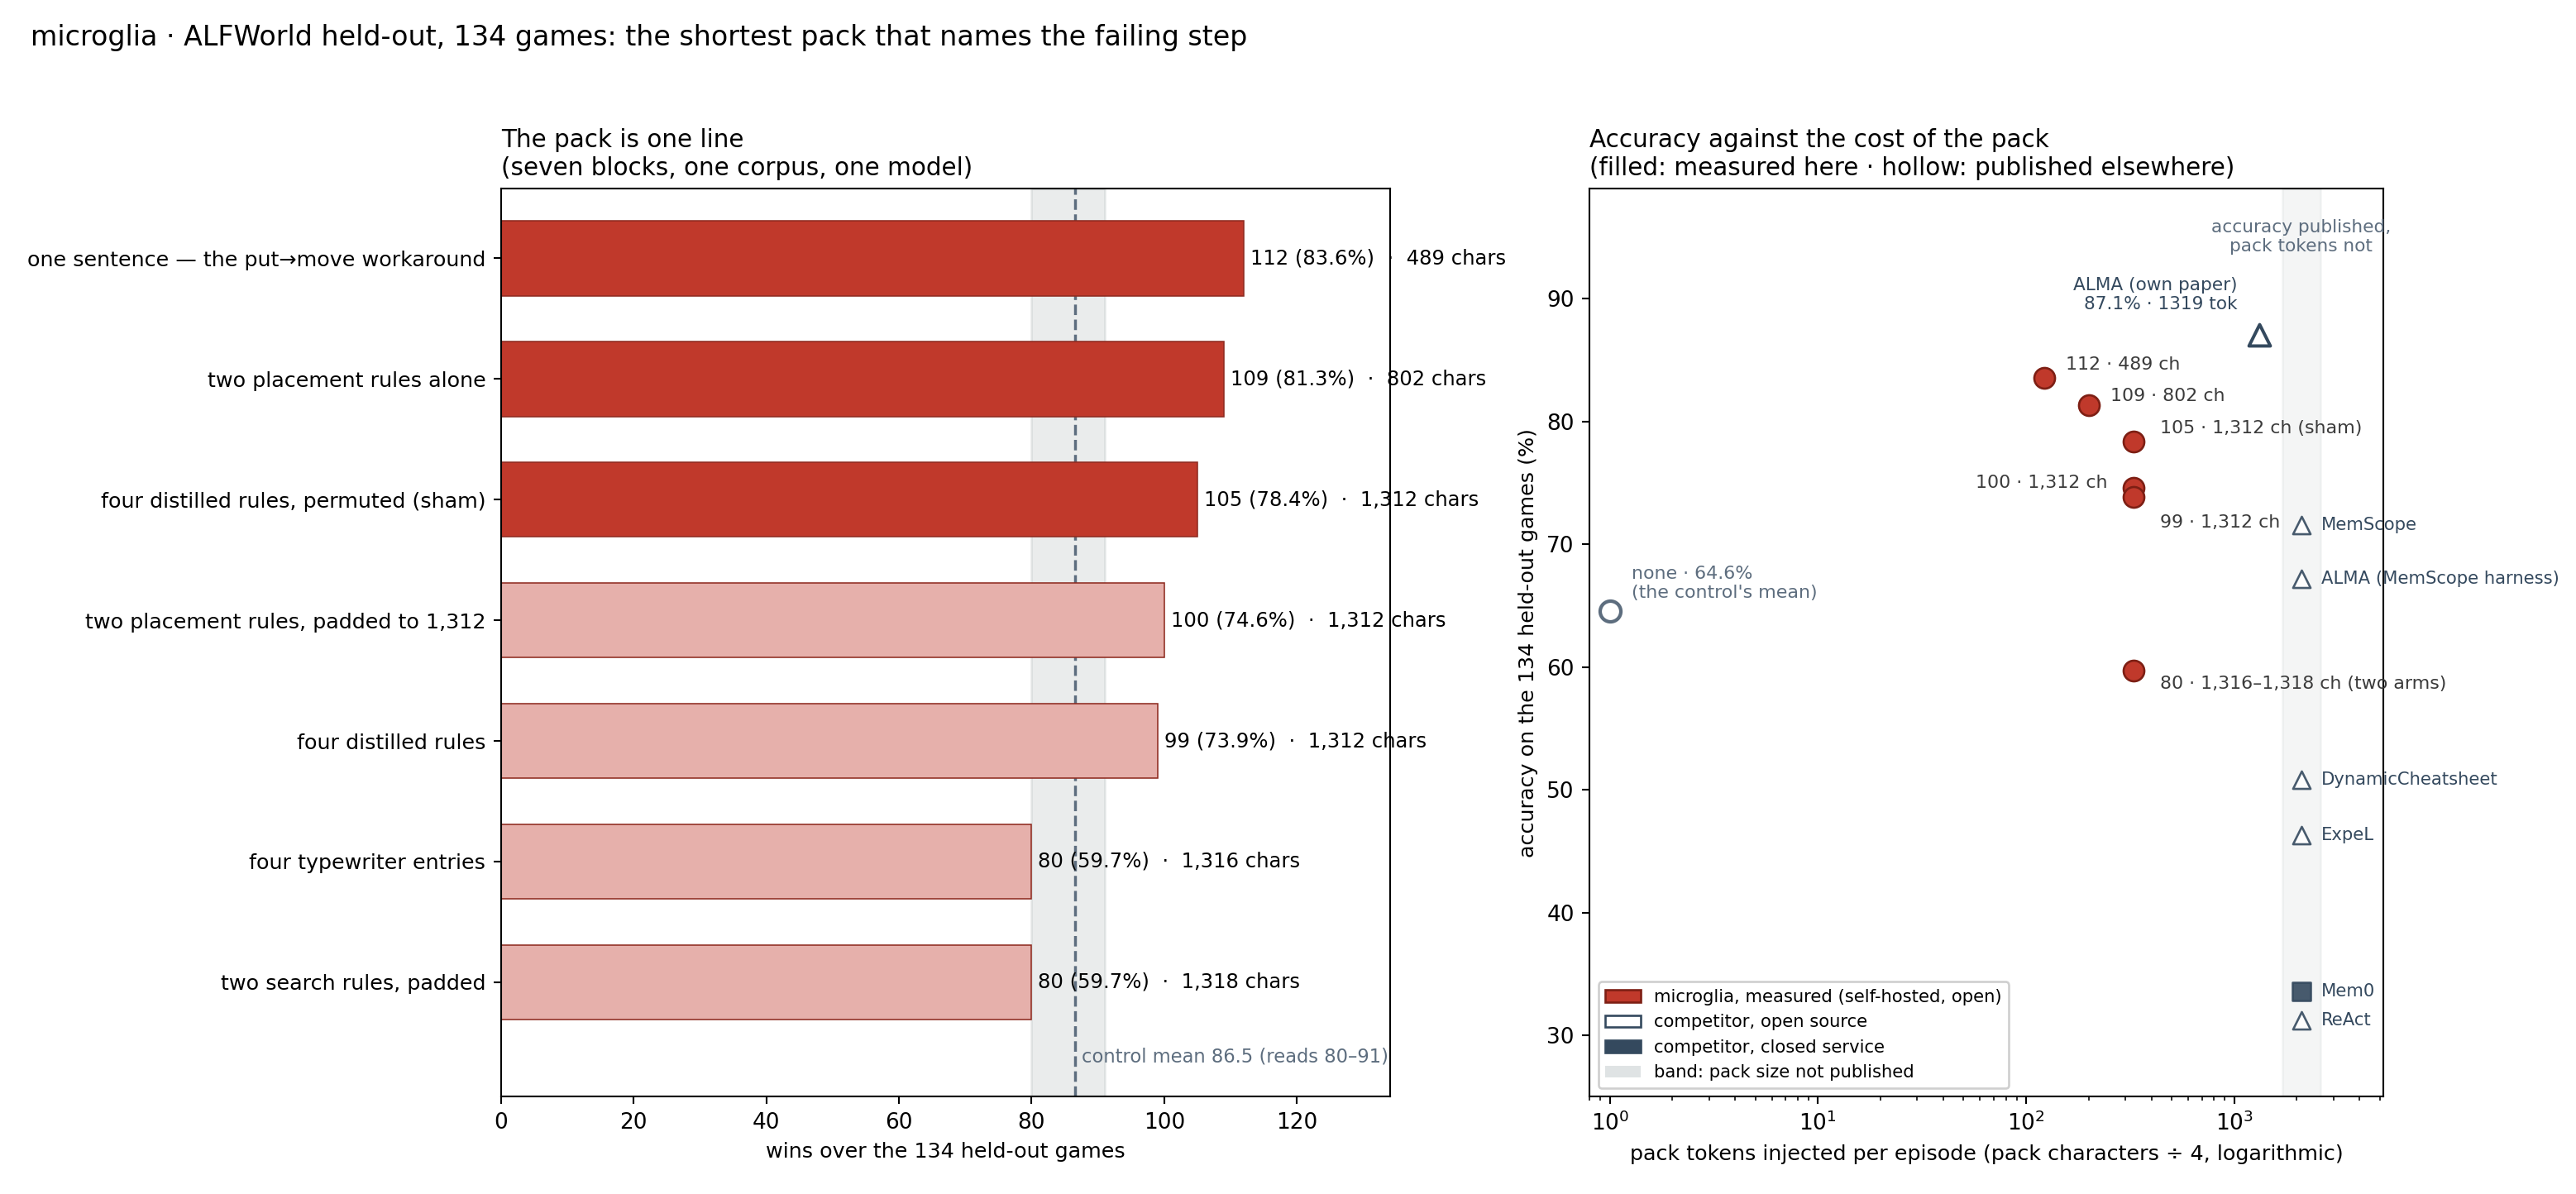 microglia · ALFWorld held-out, 134 games: the shortest pack that names the failing step
The pack is one line
(seven blocks, one corpus, one model)
one sentence — the put→move workaround
112 (83.6%) · 489 chars
two placement rules alone
109 (81.3%) · 802 chars
four distilled rules, permuted (sham)
105 (78.4%) · 1,312 chars
two placement rules, padded to 1,312
100 (74.6%) · 1,312 chars
four distilled rules
99 (73.9%) · 1,312 chars
four typewriter entries
80 (59.7%) · 1,316 chars
two search rules, padded
80 (59.7%) · 1,318 chars
control mean 86.5 (reads 80–91)
0 20 40 60 80 100 120
wins over the 134 held-out games
Accuracy against the cost of the pack
(filled: measured here · hollow: published elsewhere)
accuracy published,
pack tokens not
ALMA (own paper)
87.1% · 1319 tok
112 · 489 ch
109 · 802 ch
105 · 1,312 ch (sham)
100 · 1,312 ch
99 · 1,312 ch
MemScope
ALMA (MemScope harness)
none · 64.6%
(the control's mean)
80 · 1,316–1,318 ch (two arms)
DynamicCheatsheet
ExpeL
Mem0
ReAct
90
80
70
60
50
40
30
accuracy on the 134 held-out games (%)
microglia, measured (self-hosted, open)
competitor, open source
competitor, closed service
band: pack size not published
10⁰ 10¹ 10² 10³
pack tokens injected per episode (pack characters ÷ 4, logarithmic)